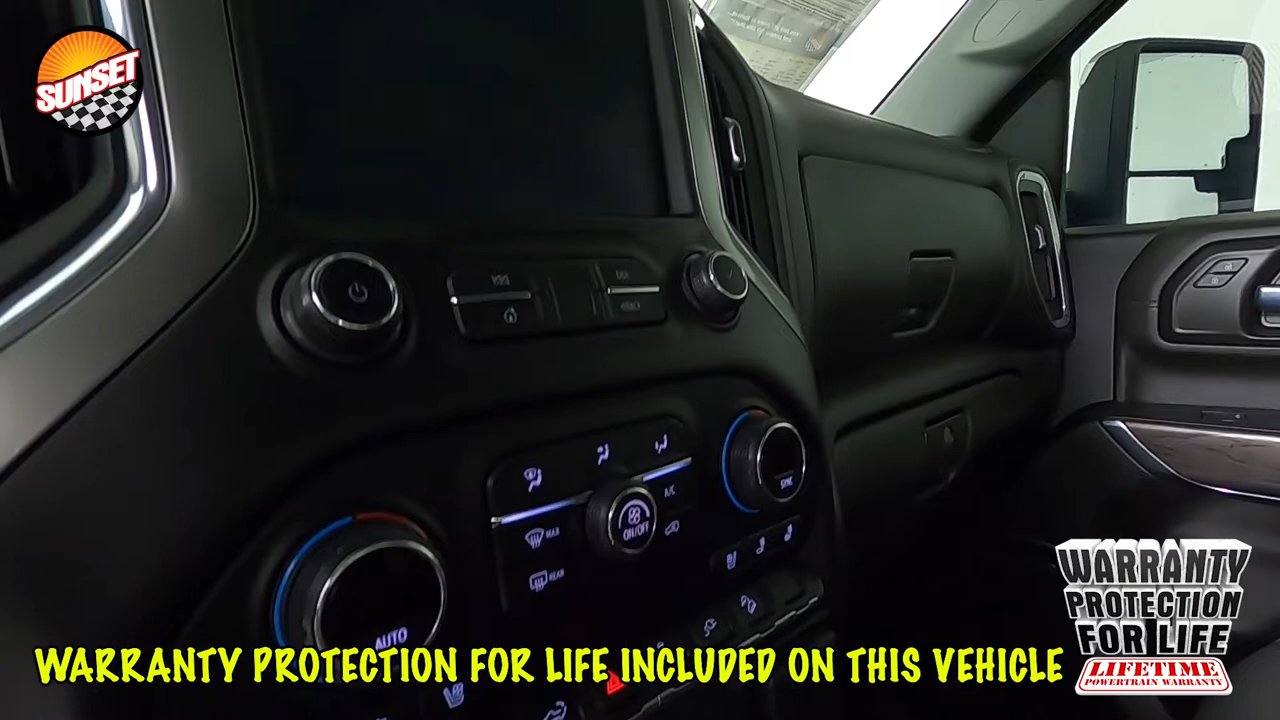 SUNSET
A/C
ON/OFF
SYNC
MAX
REAR
AUTO
WARRANTY PROTECTION FOR LIFE INCLUDED ON THIS VEHICLE
WARRANTY
PROTECTION
FOR LIFE
LIFETIME
POWERTRAIN WARRANTY